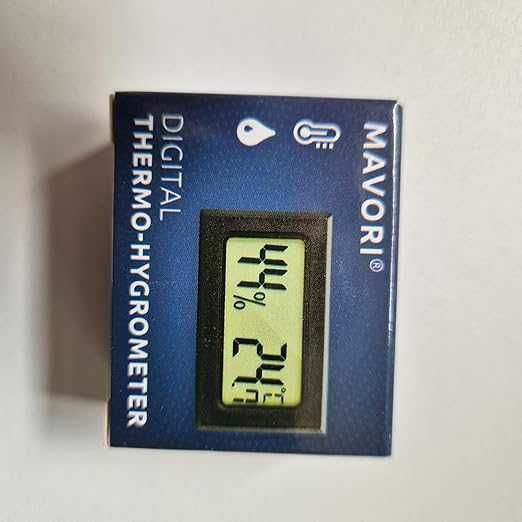 MAVORI®
44% 24 °C
DIGITAL
THERMO-HYGROMETER